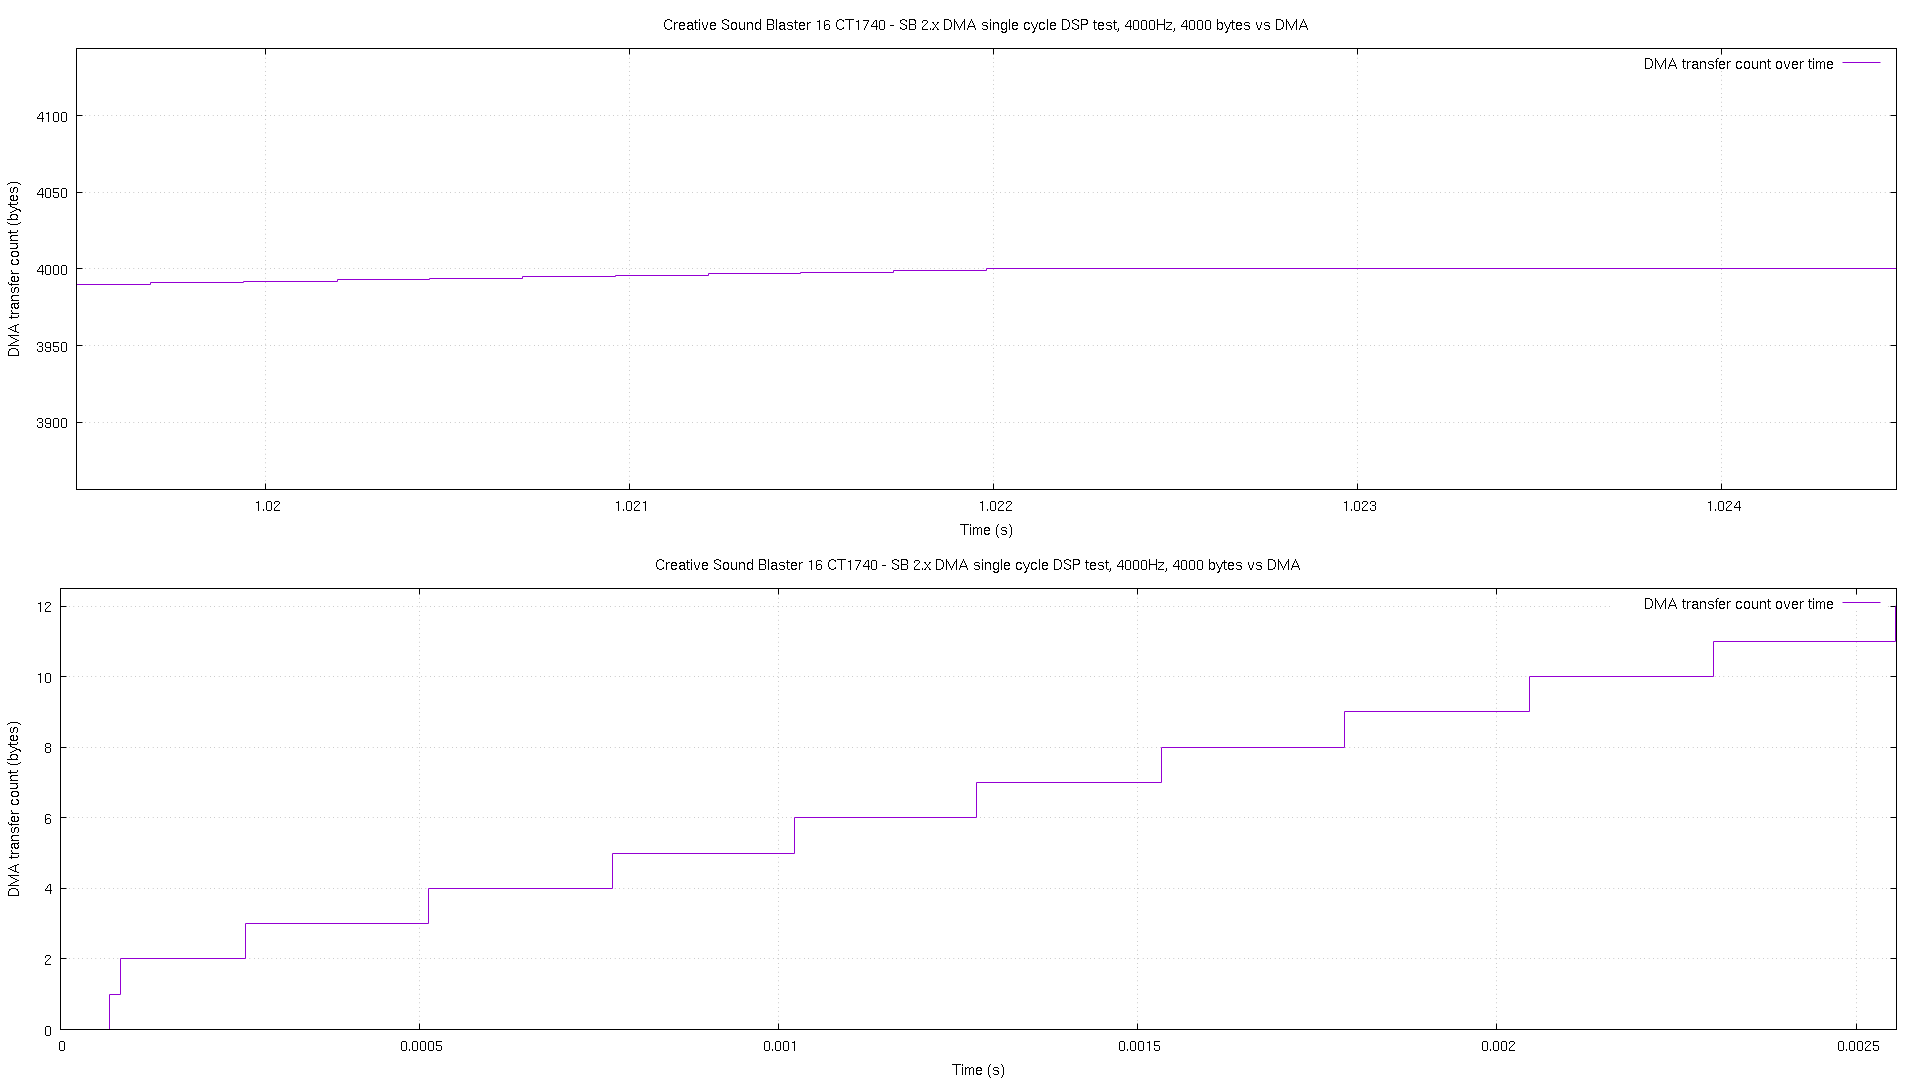 Creative Sound Blaster 16 CT1740 - SB 2.x DMA single cycle DSP test, 4000Hz, 4000 bytes vs DMA
DMA transfer count over time
DMA transfer count (bytes)
4100
4050
4000
3950
3900
1.02 1.021 1.022 1.023 1.024
Time (s)
Creative Sound Blaster 16 CT1740 - SB 2.x DMA single cycle DSP test, 4000Hz, 4000 bytes vs DMA
DMA transfer count over time
DMA transfer count (bytes)
12
10
8
6
4
2
0
0 0.0005 0.001 0.0015 0.002 0.0025
Time (s)